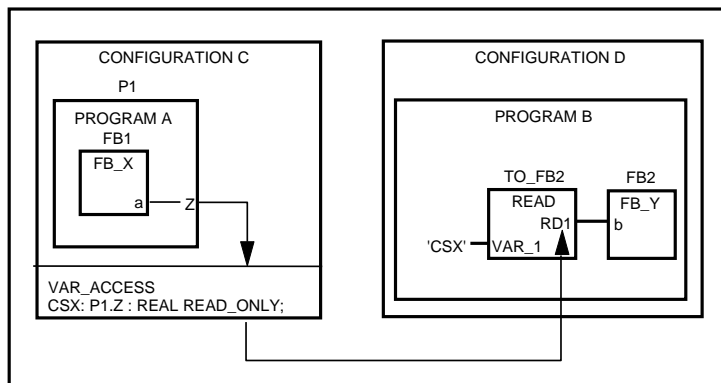 CONFIGURATION C
P1
PROGRAM A
FB1
FB_X
a
Z
VAR_ACCESS
CSX: P1.Z : REAL READ_ONLY;
CONFIGURATION D
PROGRAM B
TO_FB2
READ
RD1
'CSX'
VAR_1
FB2
FB_Y
b